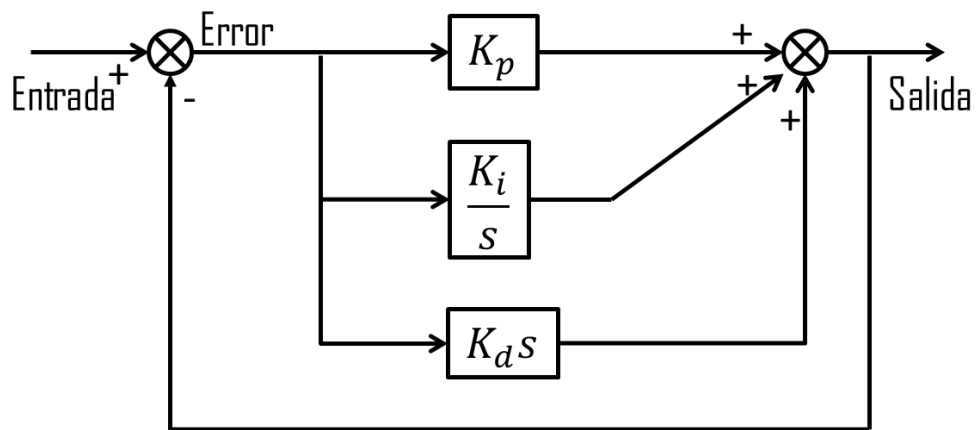 Error
+
Entrada
-
K_p
+
+
+
Salida
K_i
s
K_d s